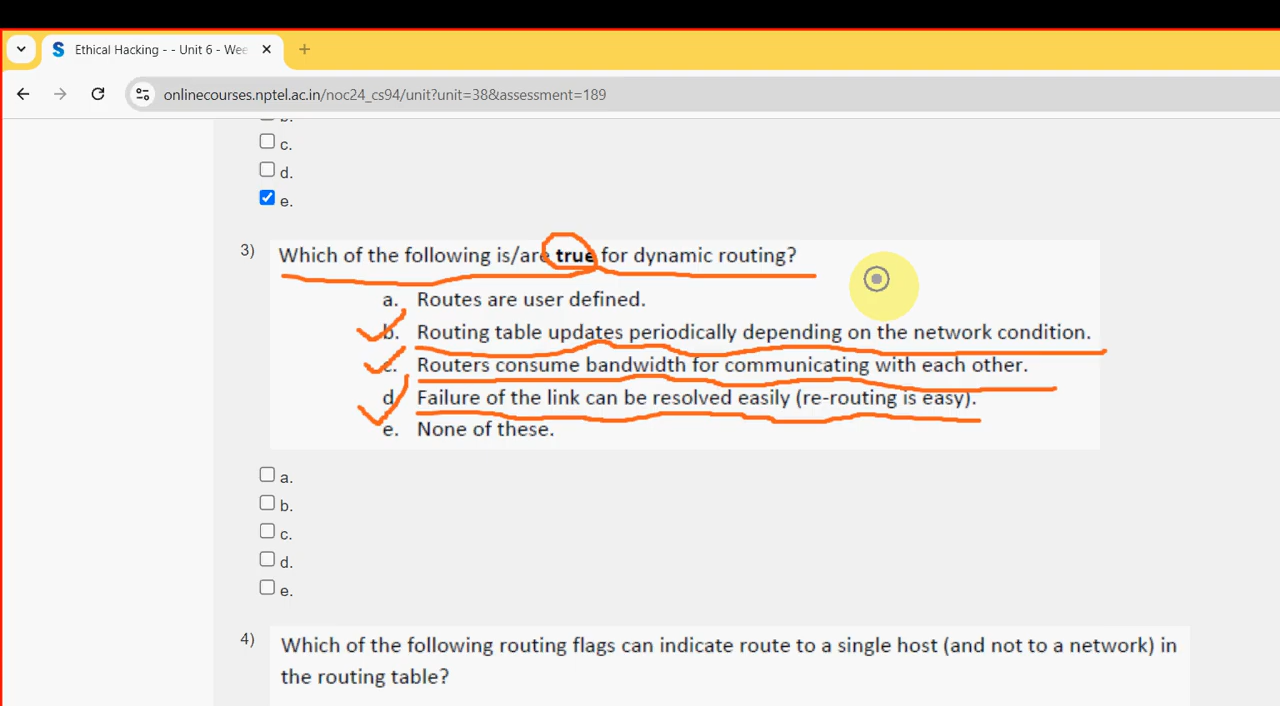 Ethical Hacking - - Unit 6 - Wee
onlinecourses.nptel.ac.in/noc24_cs94/unit?unit=38&assessment=189
b.
c.
d.
e.
3) Which of the following is/are true for dynamic routing?
a. Routes are user defined.
b. Routing table updates periodically depending on the network condition.
c. Routers consume bandwidth for communicating with each other.
d. Failure of the link can be resolved easily (re-routing is easy).
e. None of these.
a.
b.
c.
d.
e.
4) Which of the following routing flags can indicate route to a single host (and not to a network) in
the routing table?